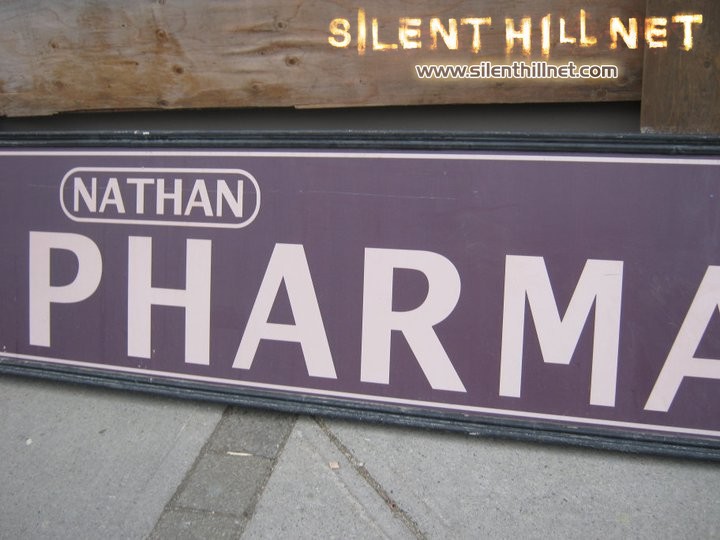 SILENT HILL NET
www.silenthillnet.com
NATHAN
PHARMA